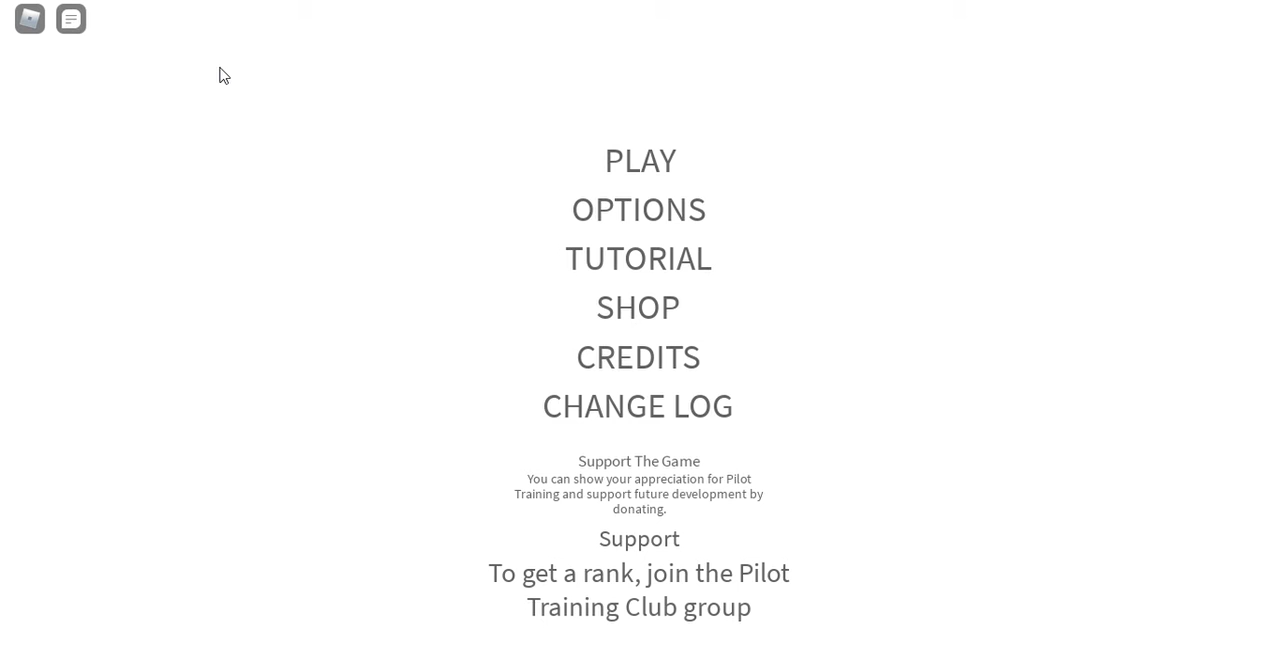 PLAY
OPTIONS
TUTORIAL
SHOP
CREDITS
CHANGE LOG
Support The Game
You can show your appreciation for Pilot
Training and support future development by
donating.
Support
To get a rank, join the Pilot
Training Club group